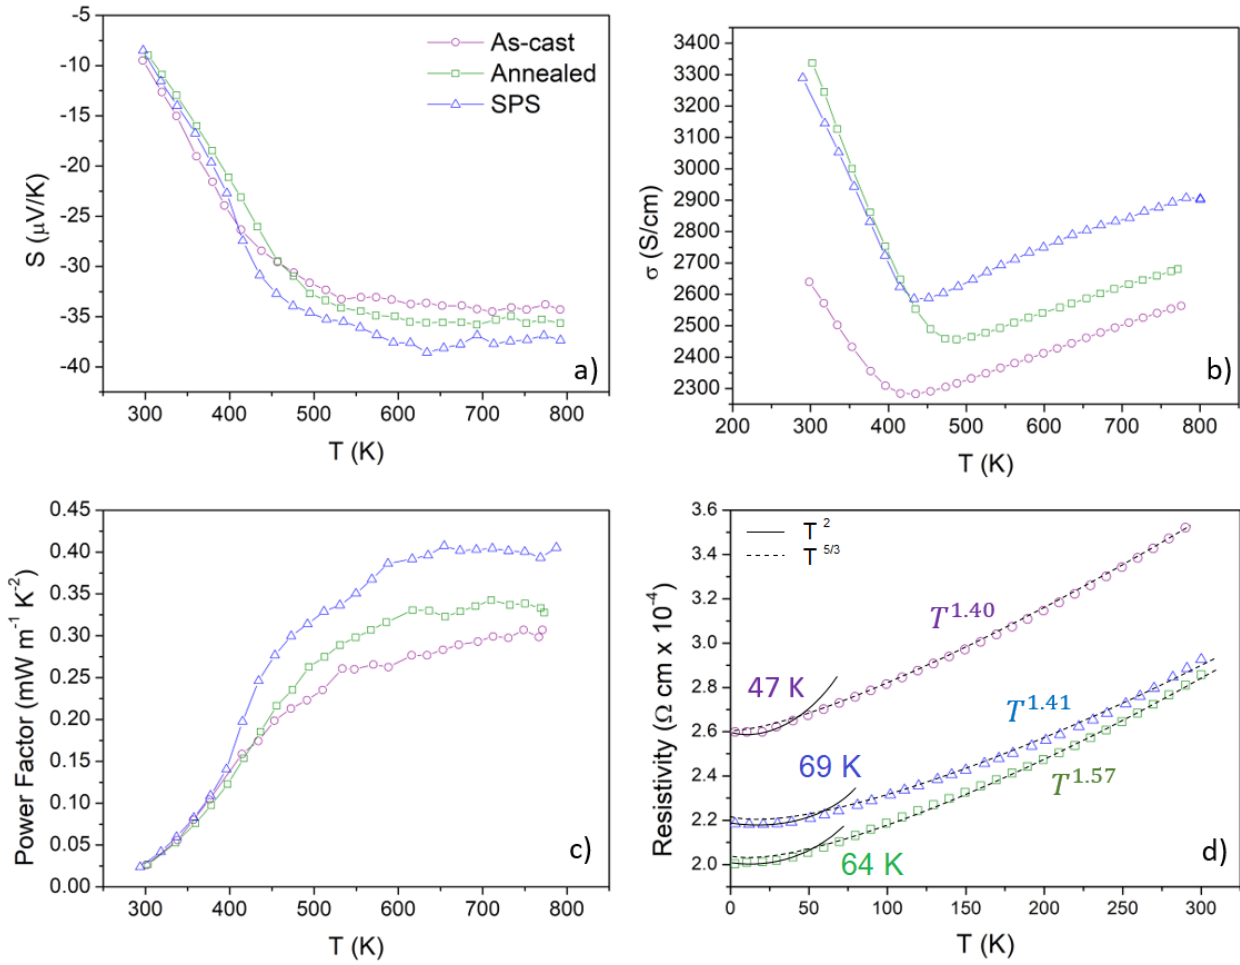 -5
-10
-15
-20
-25
-30
-35
-40
S (μV/K)
As-cast
Annealed
SPS
a)
300 400 500 600 700 800
T (K)
3400
3300
3200
3100
3000
2900
2800
2700
2600
2500
2400
2300
σ (S/cm)
b)
200 300 400 500 600 700 800
T (K)
0.45
0.40
0.35
0.30
0.25
0.20
0.15
0.10
0.05
0.00
Power Factor (mW m⁻¹ K⁻²)
c)
300 400 500 600 700 800
T (K)
3.6
3.4
3.2
3.0
2.8
2.6
2.4
2.2
2.0
Resistivity (Ω cm x 10⁻⁴)
T ²
T ⁵/³
T¹·⁴⁰
47 K
T¹·⁴¹
69 K
T¹·⁵⁷
64 K
d)
0 50 100 150 200 250 300
T (K)